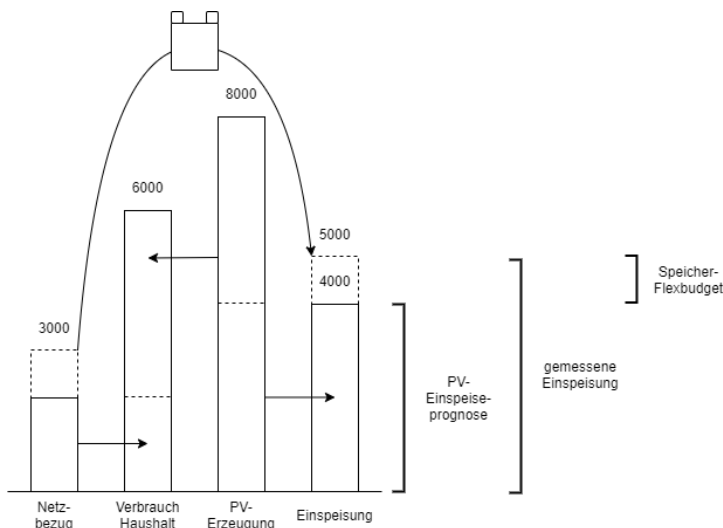 8000
6000
5000
4000
3000
Speicher-
Flexbudget
gemessene
Einspeisung
PV-
Einspeise-
prognose
Netz-
bezug
Verbrauch
Haushalt
PV-
Erzeugung
Einspeisung